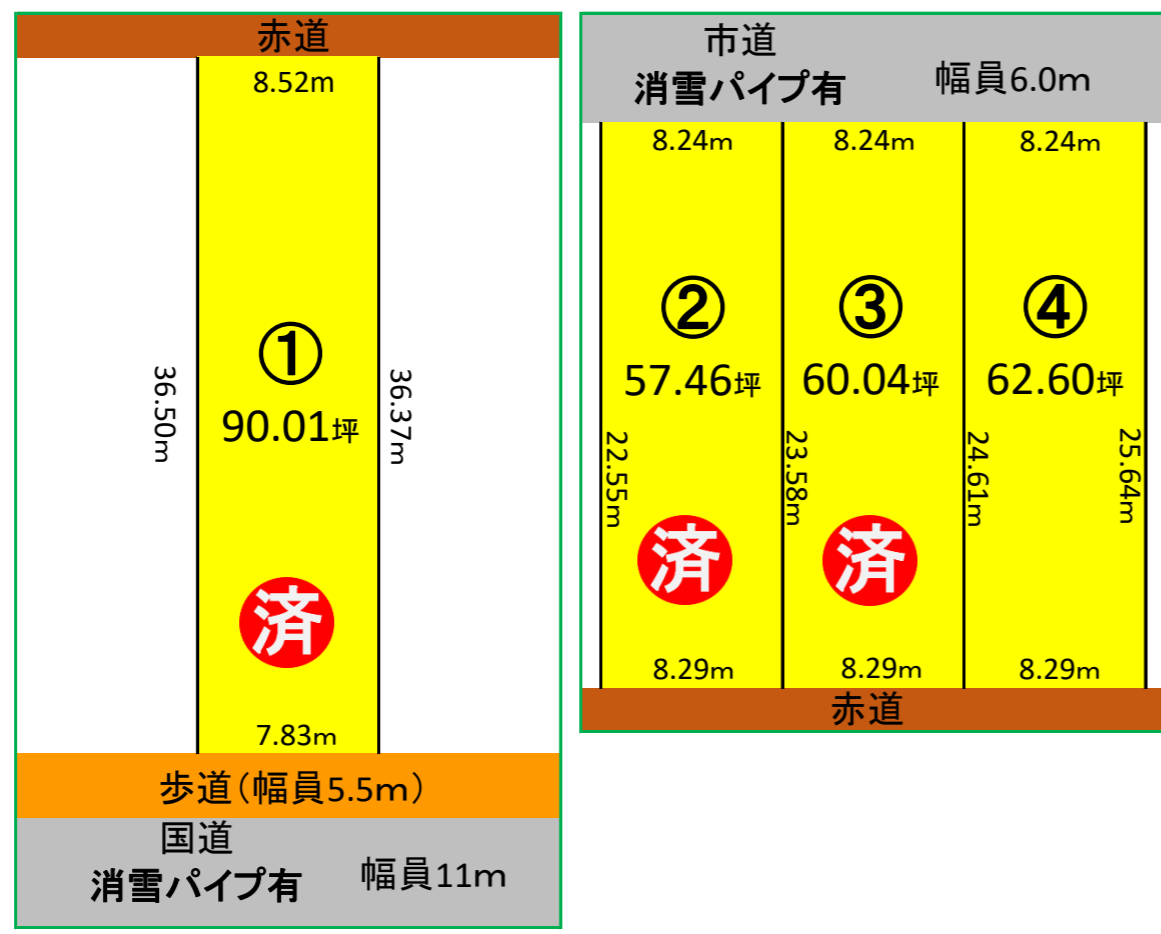 赤道
8.52m
①
90.01坪
36.50m
36.37m
済
7.83m
歩道(幅員5.5m)
国道
消雪パイプ有
幅員11m
市道
消雪パイプ有
幅員6.0m
8.24m
8.24m
8.24m
②
③
④
57.46坪
60.04坪
62.60坪
22.55m
23.58m
24.61m
25.64m
済
済
8.29m
8.29m
8.29m
赤道